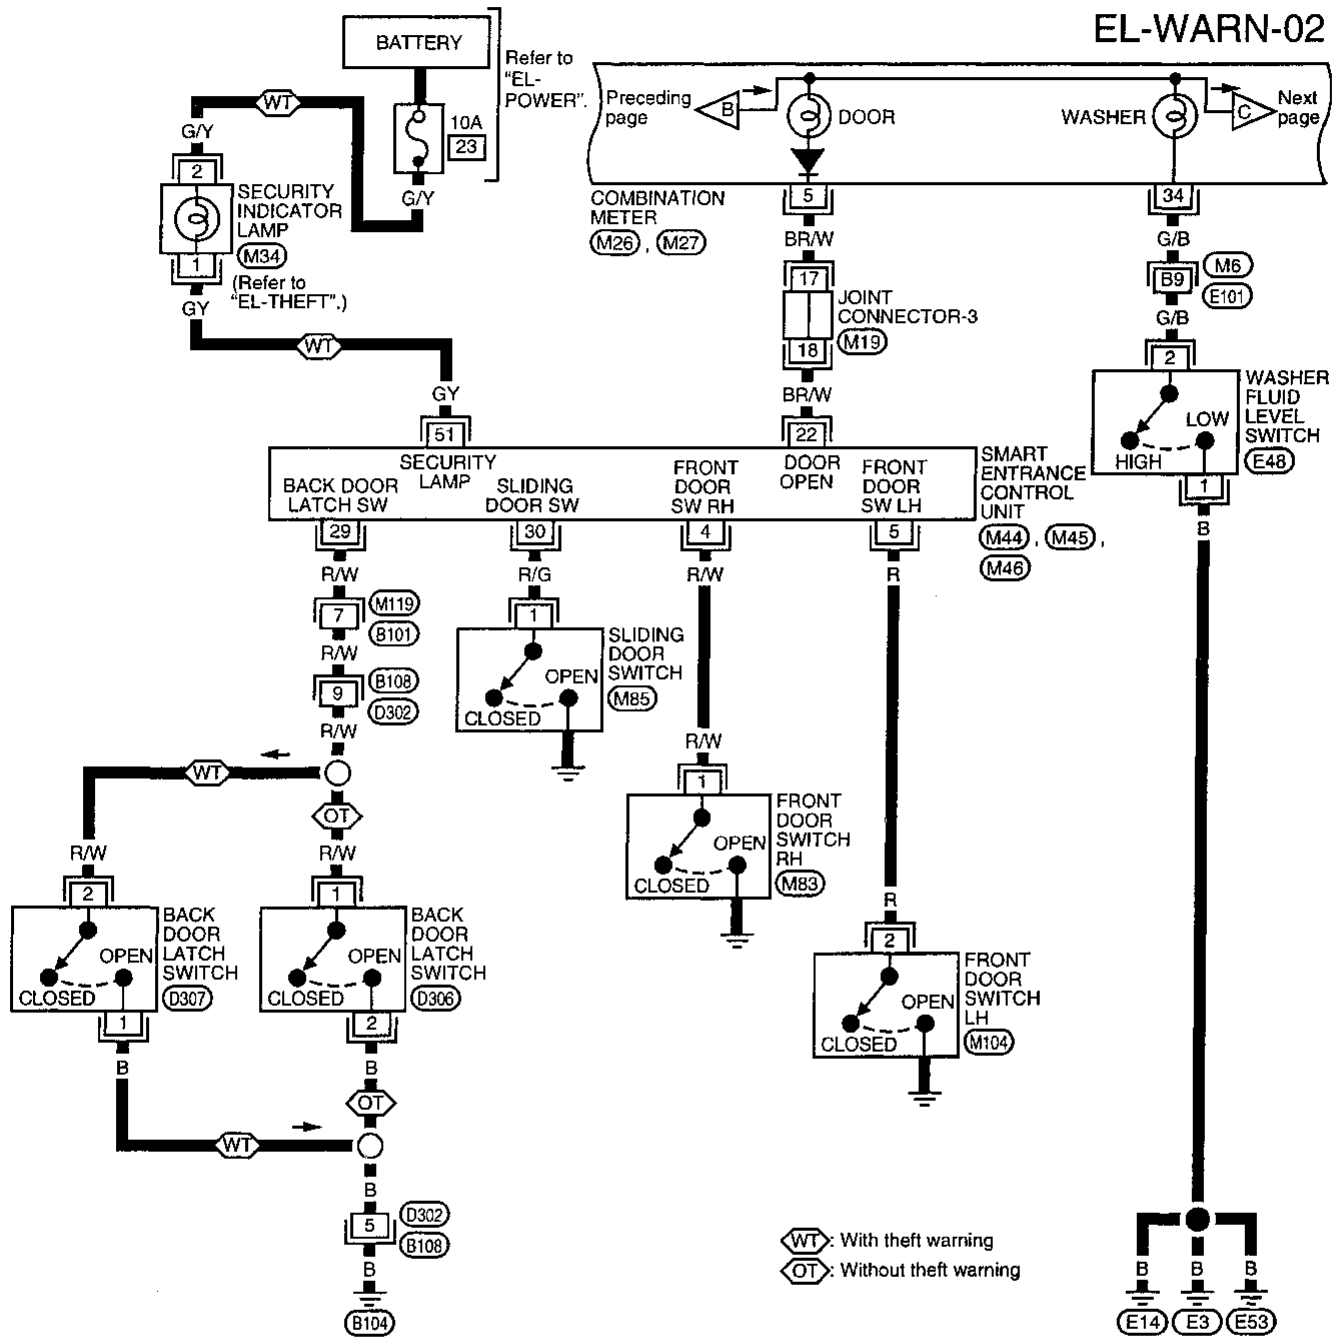 EL-WARN-02
BATTERY
Refer to
"EL-
POWER".
10A
23
G/Y
WT
G/Y
2
SECURITY
INDICATOR
LAMP
M34
1
(Refer to
"EL-THEFT".)
GY
WT
GY
51
Preceding
page
B
DOOR
WASHER
C
Next
page
COMBINATION
METER
M26 , M27
5
BR/W
17
JOINT
CONNECTOR-3
M19
18
BR/W
22
34
G/B
B9
M6
E101
G/B
2
WASHER
FLUID
LEVEL
SWITCH
E48
LOW
HIGH
1
B
SECURITY
LAMP
DOOR
OPEN
BACK DOOR
LATCH SW
SLIDING
DOOR SW
FRONT
DOOR
SW RH
FRONT
DOOR
SW LH
SMART
ENTRANCE
CONTROL
UNIT
M44 , M45 ,
M46
29
30
4
5
R/W
R/G
R/W
R
7
M119
B101
R/W
9
B108
D302
R/W
1
SLIDING
DOOR
SWITCH
M85
OPEN
CLOSED
R/W
1
FRONT
DOOR
SWITCH
RH
M83
OPEN
CLOSED
R
2
FRONT
DOOR
SWITCH
LH
M104
OPEN
CLOSED
WT
OT
R/W
R/W
2
1
BACK
DOOR
LATCH
SWITCH
D307
OPEN
CLOSED
BACK
DOOR
LATCH
SWITCH
D306
OPEN
CLOSED
1
2
B
B
OT
WT
B
5
D302
B108
B
B104
WT : With theft warning
OT : Without theft warning
B
B
B
E14
E3
E53